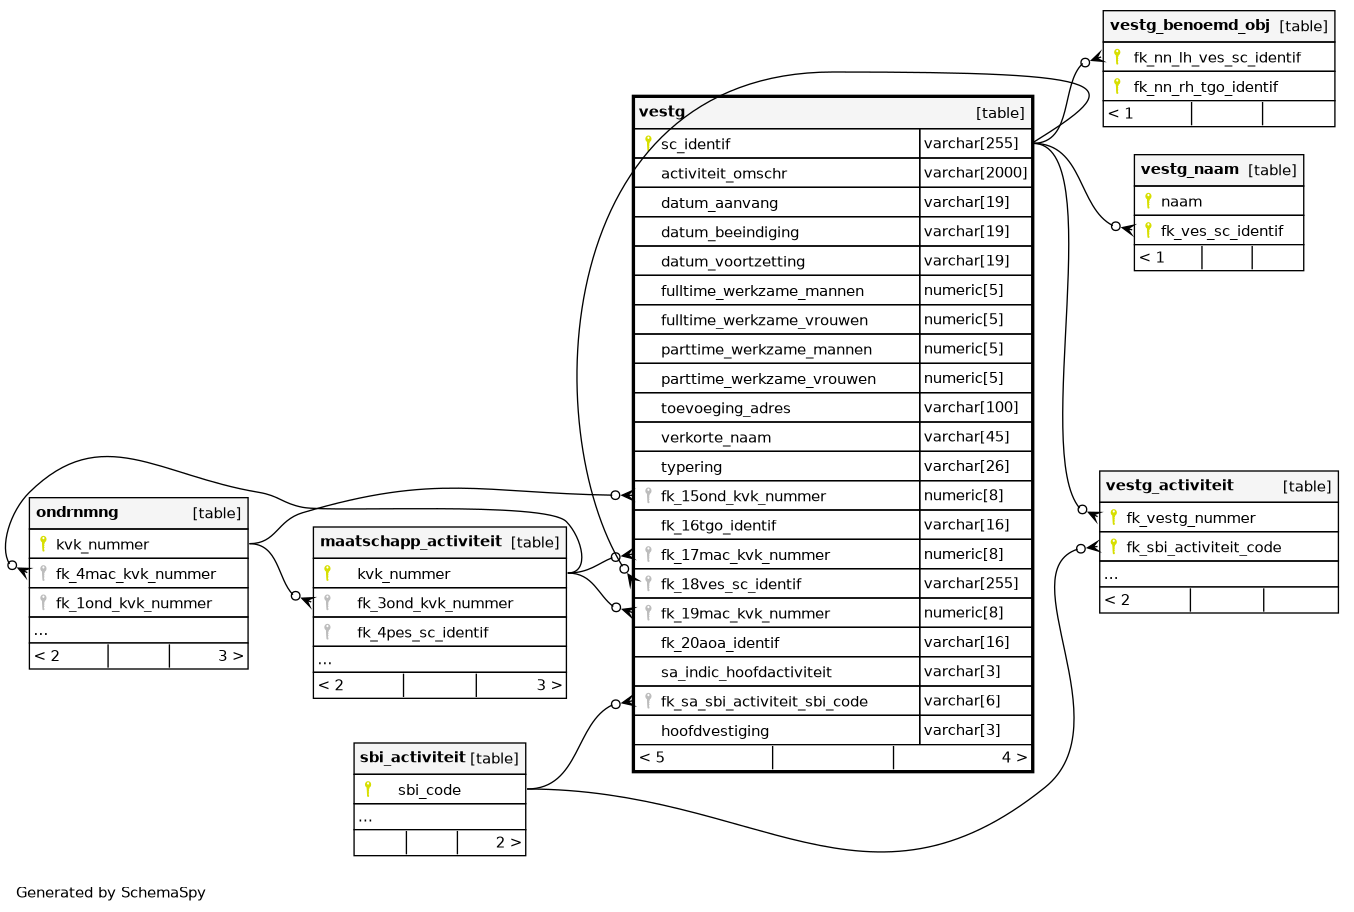 vestg_benoemd_obj [table]
fk_nn_lh_ves_sc_identif
fk_nn_rh_tgo_identif
< 1
vestg [table]
sc_identif varchar[255]
activiteit_omschr varchar[2000]
datum_aanvang varchar[19]
datum_beeindiging varchar[19]
datum_voortzetting varchar[19]
fulltime_werkzame_mannen numeric[5]
fulltime_werkzame_vrouwen numeric[5]
parttime_werkzame_mannen numeric[5]
parttime_werkzame_vrouwen numeric[5]
toevoeging_adres varchar[100]
verkorte_naam varchar[45]
typering varchar[26]
fk_15ond_kvk_nummer numeric[8]
fk_16tgo_identif varchar[16]
fk_17mac_kvk_nummer numeric[8]
fk_18ves_sc_identif varchar[255]
fk_19mac_kvk_nummer numeric[8]
fk_20aoa_identif varchar[16]
sa_indic_hoofdactiviteit varchar[3]
fk_sa_sbi_activiteit_sbi_code varchar[6]
hoofdvestiging varchar[3]
< 5 4 >
vestg_naam [table]
naam
fk_ves_sc_identif
< 1
vestg_activiteit [table]
fk_vestg_nummer
fk_sbi_activiteit_code
...
< 2
ondrnmng [table]
kvk_nummer
fk_4mac_kvk_nummer
fk_1ond_kvk_nummer
...
< 2 3 >
maatschapp_activiteit [table]
kvk_nummer
fk_3ond_kvk_nummer
fk_4pes_sc_identif
...
< 2 3 >
sbi_activiteit [table]
sbi_code
...
2 >
Generated by SchemaSpy